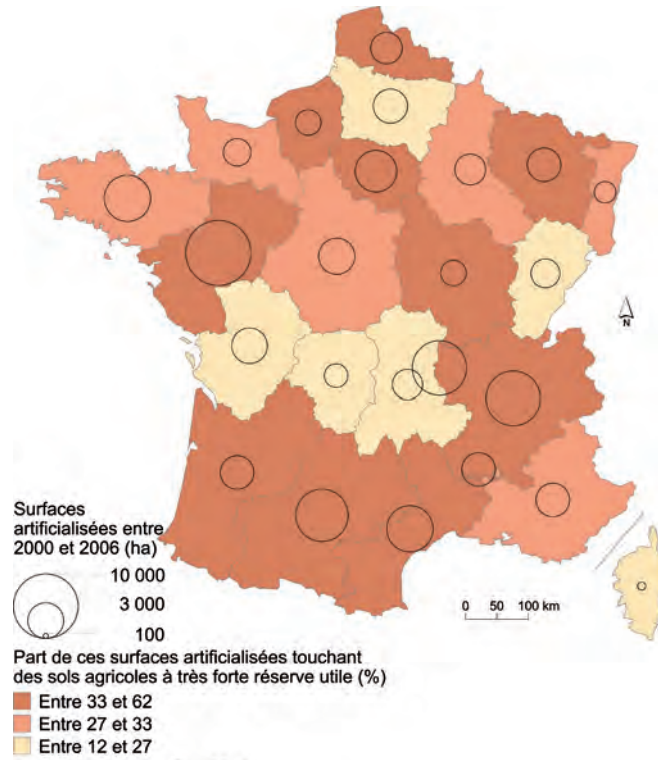 N
Surfaces
artificialisées entre
2000 et 2006 (ha)
10 000
3 000
100
0 50 100 km
Part de ces surfaces artificialisées touchant
des sols agricoles à très forte réserve utile (%)
Entre 33 et 62
Entre 27 et 33
Entre 12 et 27